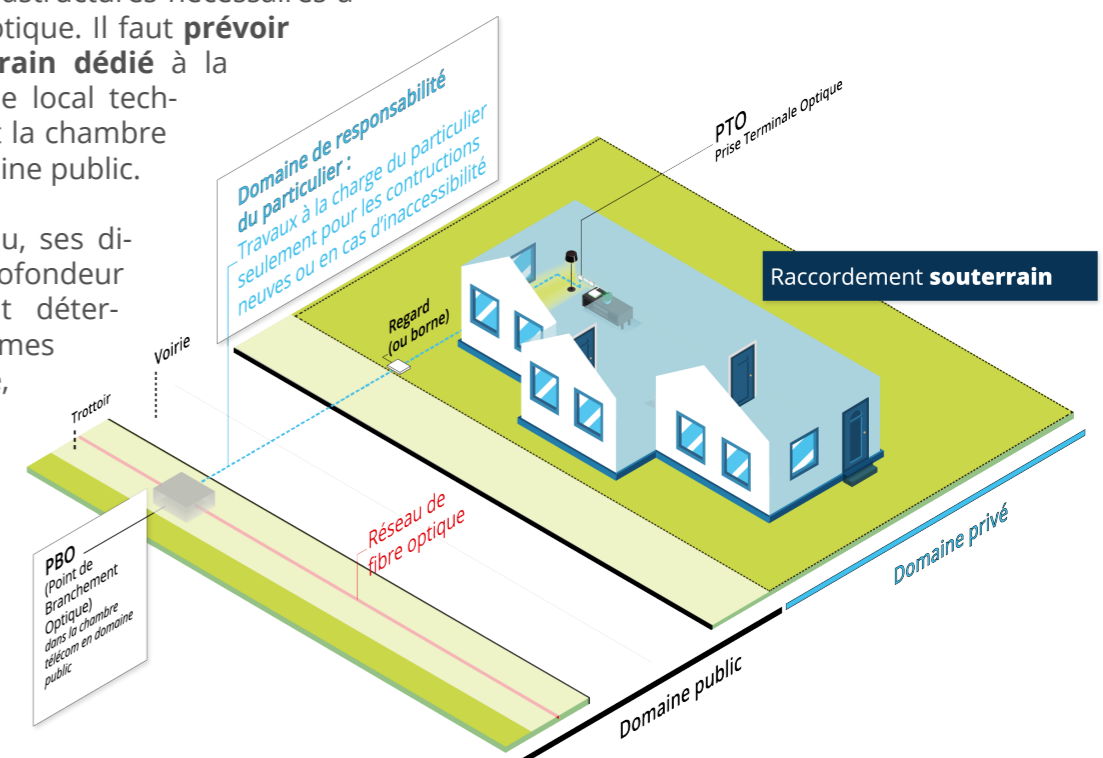 structures nécessaires à
ptique. Il faut prévoir
rain dédié à la
e local tech-
t la chambre
ine public.
u, ses di-
ofondeur
t déter-
mes
Domaine de responsabilité
du particulier :
Travaux à la charge du particulier
seulement pour les contructions
neuves ou en cas d'inaccessibilité
PTO
Prise Terminale Optique
Raccordement souterrain
Regard
(ou borne)
Voirie
Trottoir
PBO
(Point de
Branchement
Optique)
dans la chambre
télécom en domaine
public
Réseau de
fibre optique
Domaine privé
Domaine public